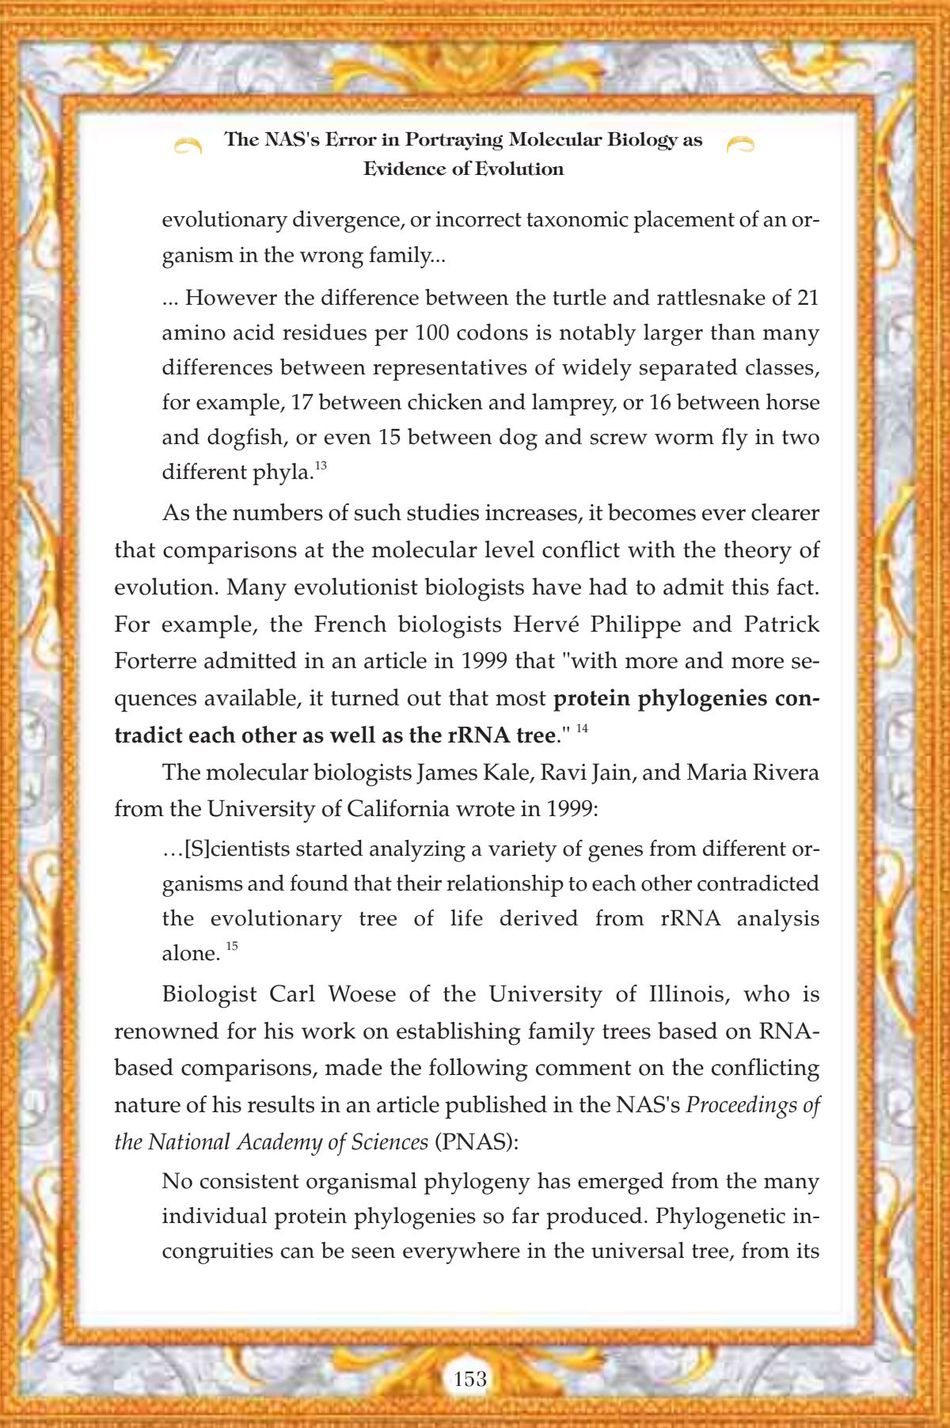 The NAS's Error in Portraying Molecular Biology as
Evidence of Evolution
evolutionary divergence, or incorrect taxonomic placement of an or-
ganism in the wrong family...
... However the difference between the turtle and rattlesnake of 21
amino acid residues per 100 codons is notably larger than many
differences between representatives of widely separated classes,
for example, 17 between chicken and lamprey, or 16 between horse
and dogfish, or even 15 between dog and screw worm fly in two
different phyla.13
As the numbers of such studies increases, it becomes ever clearer
that comparisons at the molecular level conflict with the theory of
evolution. Many evolutionist biologists have had to admit this fact.
For example, the French biologists Hervé Philippe and Patrick
Forterre admitted in an article in 1999 that "with more and more se-
quences available, it turned out that most protein phylogenies con-
tradict each other as well as the rRNA tree." 14
The molecular biologists James Kale, Ravi Jain, and Maria Rivera
from the University of California wrote in 1999:
…[S]cientists started analyzing a variety of genes from different or-
ganisms and found that their relationship to each other contradicted
the evolutionary tree of life derived from rRNA analysis
alone. 15
Biologist Carl Woese of the University of Illinois, who is
renowned for his work on establishing family trees based on RNA-
based comparisons, made the following comment on the conflicting
nature of his results in an article published in the NAS's Proceedings of
the National Academy of Sciences (PNAS):
No consistent organismal phylogeny has emerged from the many
individual protein phylogenies so far produced. Phylogenetic in-
congruities can be seen everywhere in the universal tree, from its
153